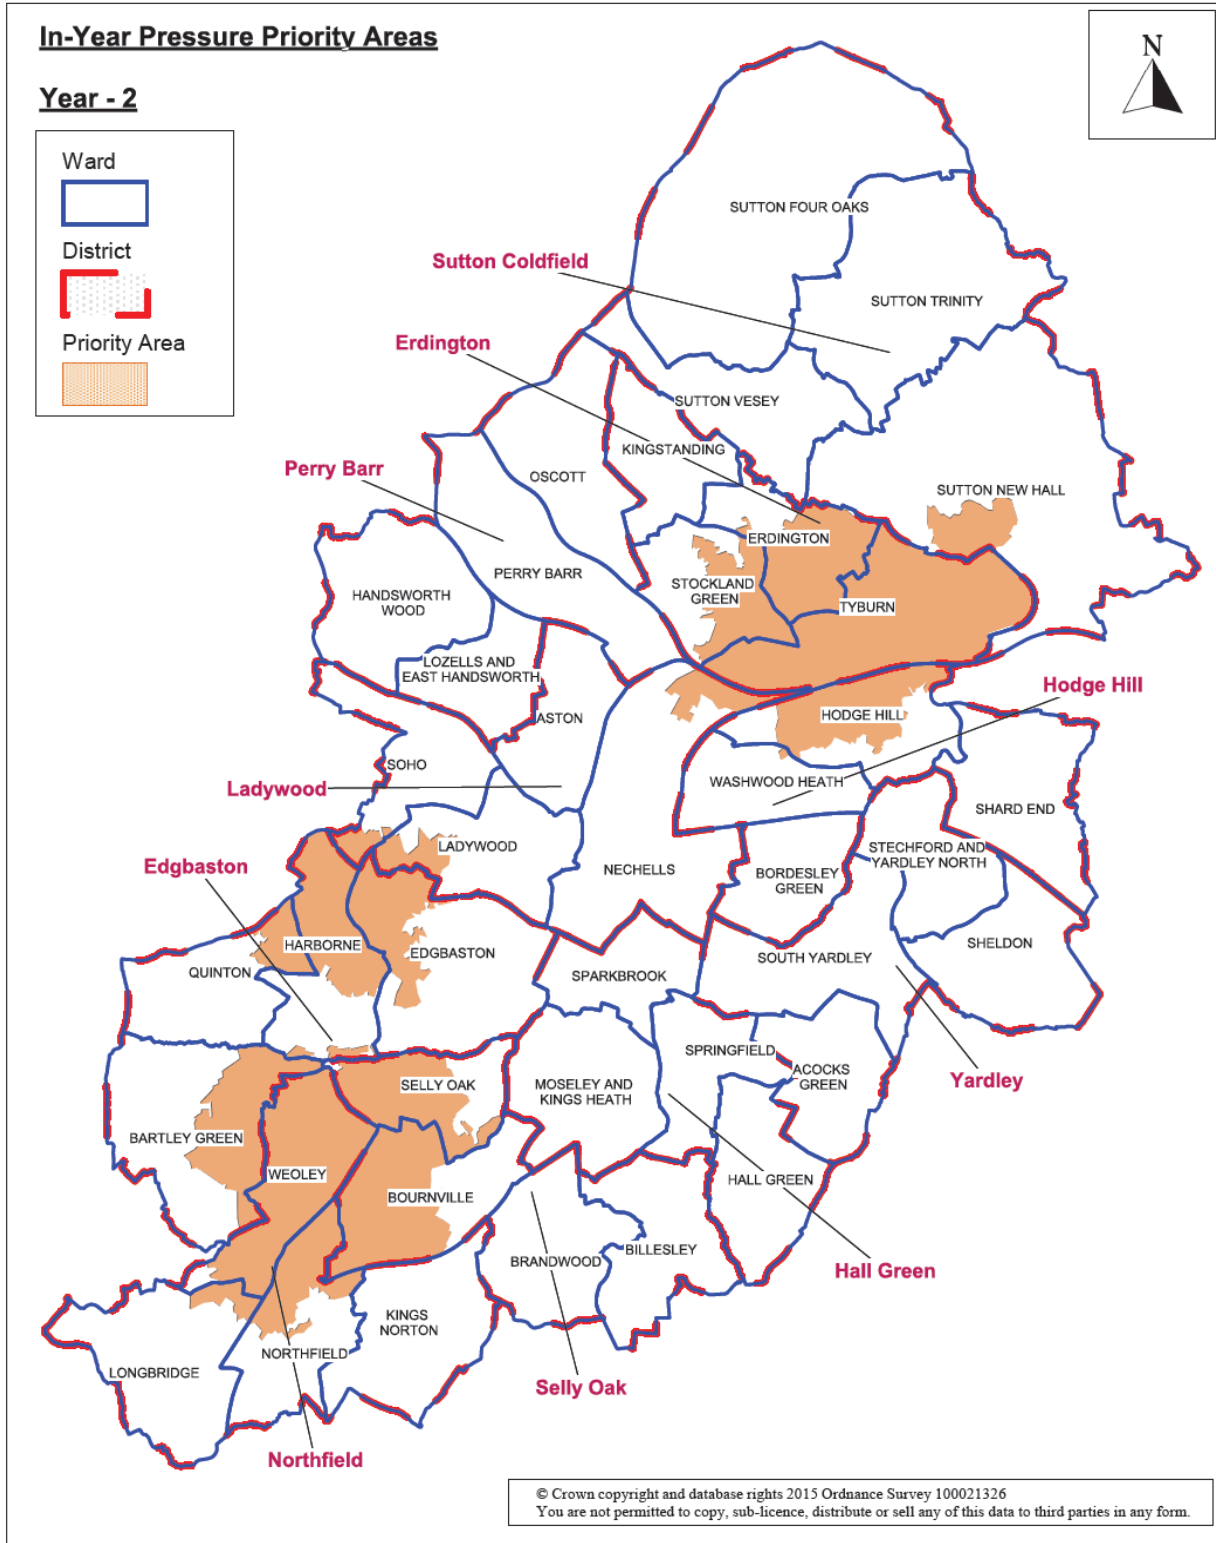 In-Year Pressure Priority Areas
Year - 2
N
Ward
District
Priority Area
SUTTON FOUR OAKS
Sutton Coldfield
SUTTON TRINITY
Erdington
SUTTON VESEY
KINGSTANDING
Perry Barr
OSCOTT
SUTTON NEW HALL
ERDINGTON
PERRY BARR
STOCKLAND
GREEN
HANDSWORTH
WOOD
TYBURN
LOZELLS AND
EAST HANDSWORTH
Hodge Hill
ASTON
HODGE HILL
SOHO
WASHWOOD HEATH
Ladywood
SHARD END
LADYWOOD
STECHFORD AND
YARDLEY NORTH
Edgbaston
NECHELLS
BORDESLEY
GREEN
HARBORNE
SHELDON
EDGBASTON
SOUTH YARDLEY
QUINTON
SPARKBROOK
SPRINGFIELD
ACOCKS
GREEN
Yardley
SELLY OAK
MOSELEY AND
KINGS HEATH
BARTLEY GREEN
WEOLEY
HALL GREEN
BOURNVILLE
BILLESLEY
BRANDWOOD
Hall Green
KINGS
NORTON
NORTHFIELD
LONGBRIDGE
Selly Oak
Northfield
© Crown copyright and database rights 2015 Ordnance Survey 100021326
You are not permitted to copy, sub-licence, distribute or sell any of this data to third parties in any form.